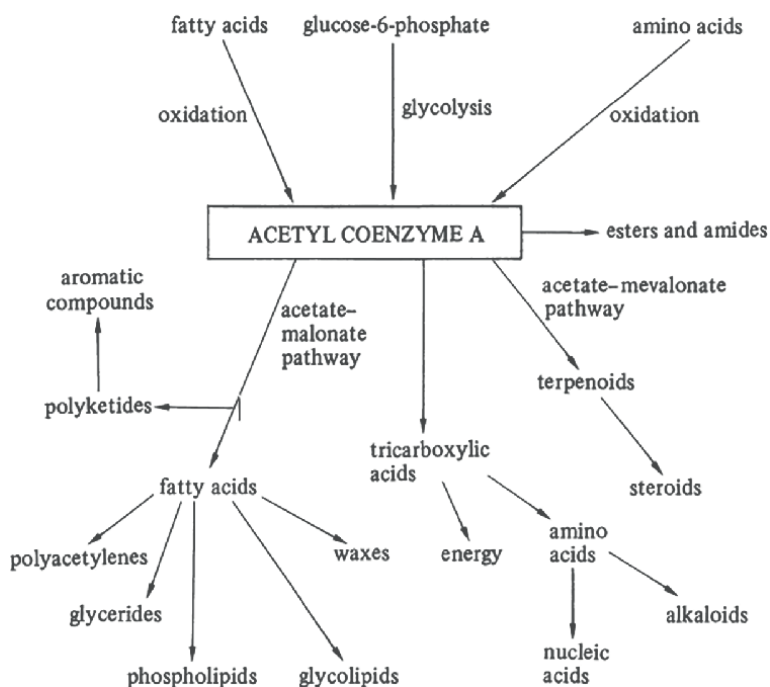 fatty acids
glucose-6-phosphate
amino acids
oxidation
glycolysis
oxidation
ACETYL COENZYME A
esters and amides
aromatic
compounds
acetate–
malonate
pathway
acetate–mevalonate
pathway
polyketides
terpenoids
tricarboxylic
acids
fatty acids
steroids
polyacetylenes
waxes
energy
amino
acids
glycerides
alkaloids
phospholipids
glycolipids
nucleic
acids